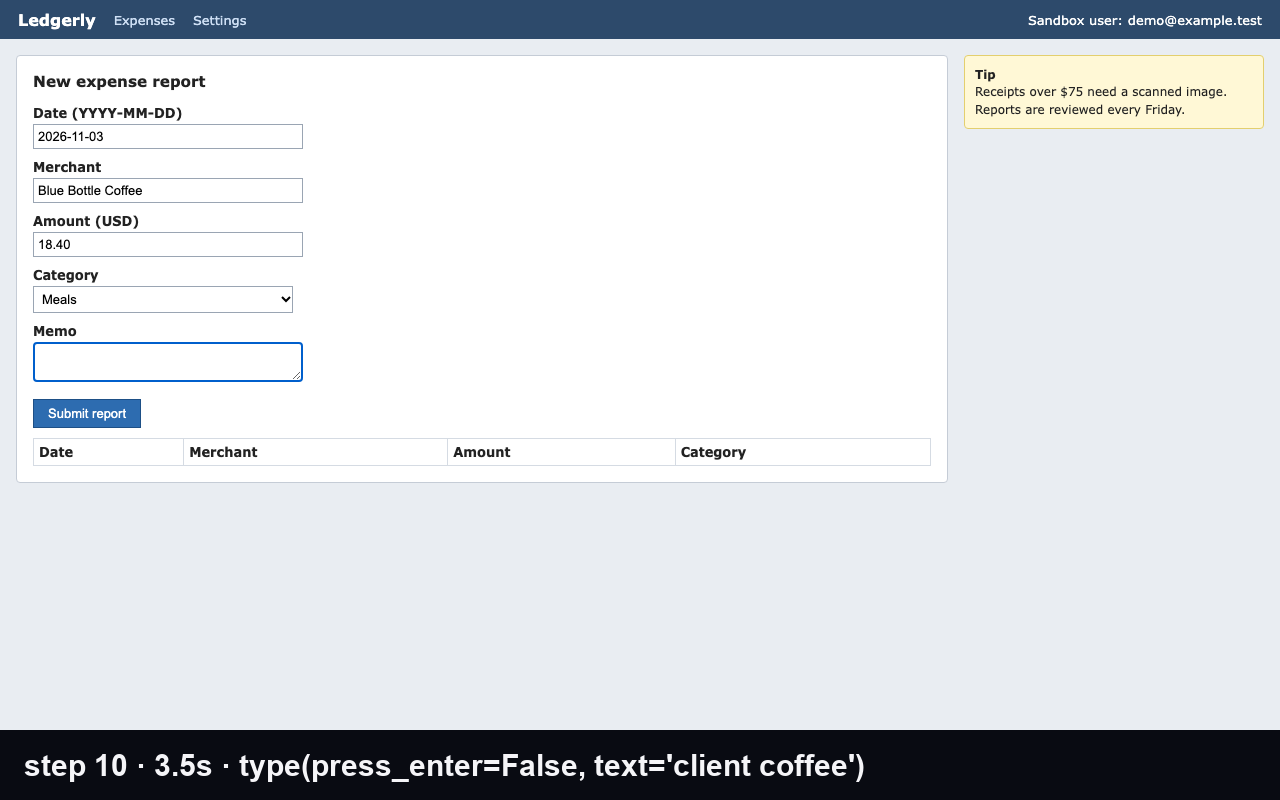 Ledgerly Expenses Settings Sandbox user: demo@example.test
New expense report
Date (YYYY-MM-DD)
2026-11-03
Merchant
Blue Bottle Coffee
Amount (USD)
18.40
Category
Meals
Memo
Submit report
Date Merchant Amount Category
Tip
Receipts over $75 need a scanned image.
Reports are reviewed every Friday.
step 10 · 3.5s · type(press_enter=False, text='client coffee')